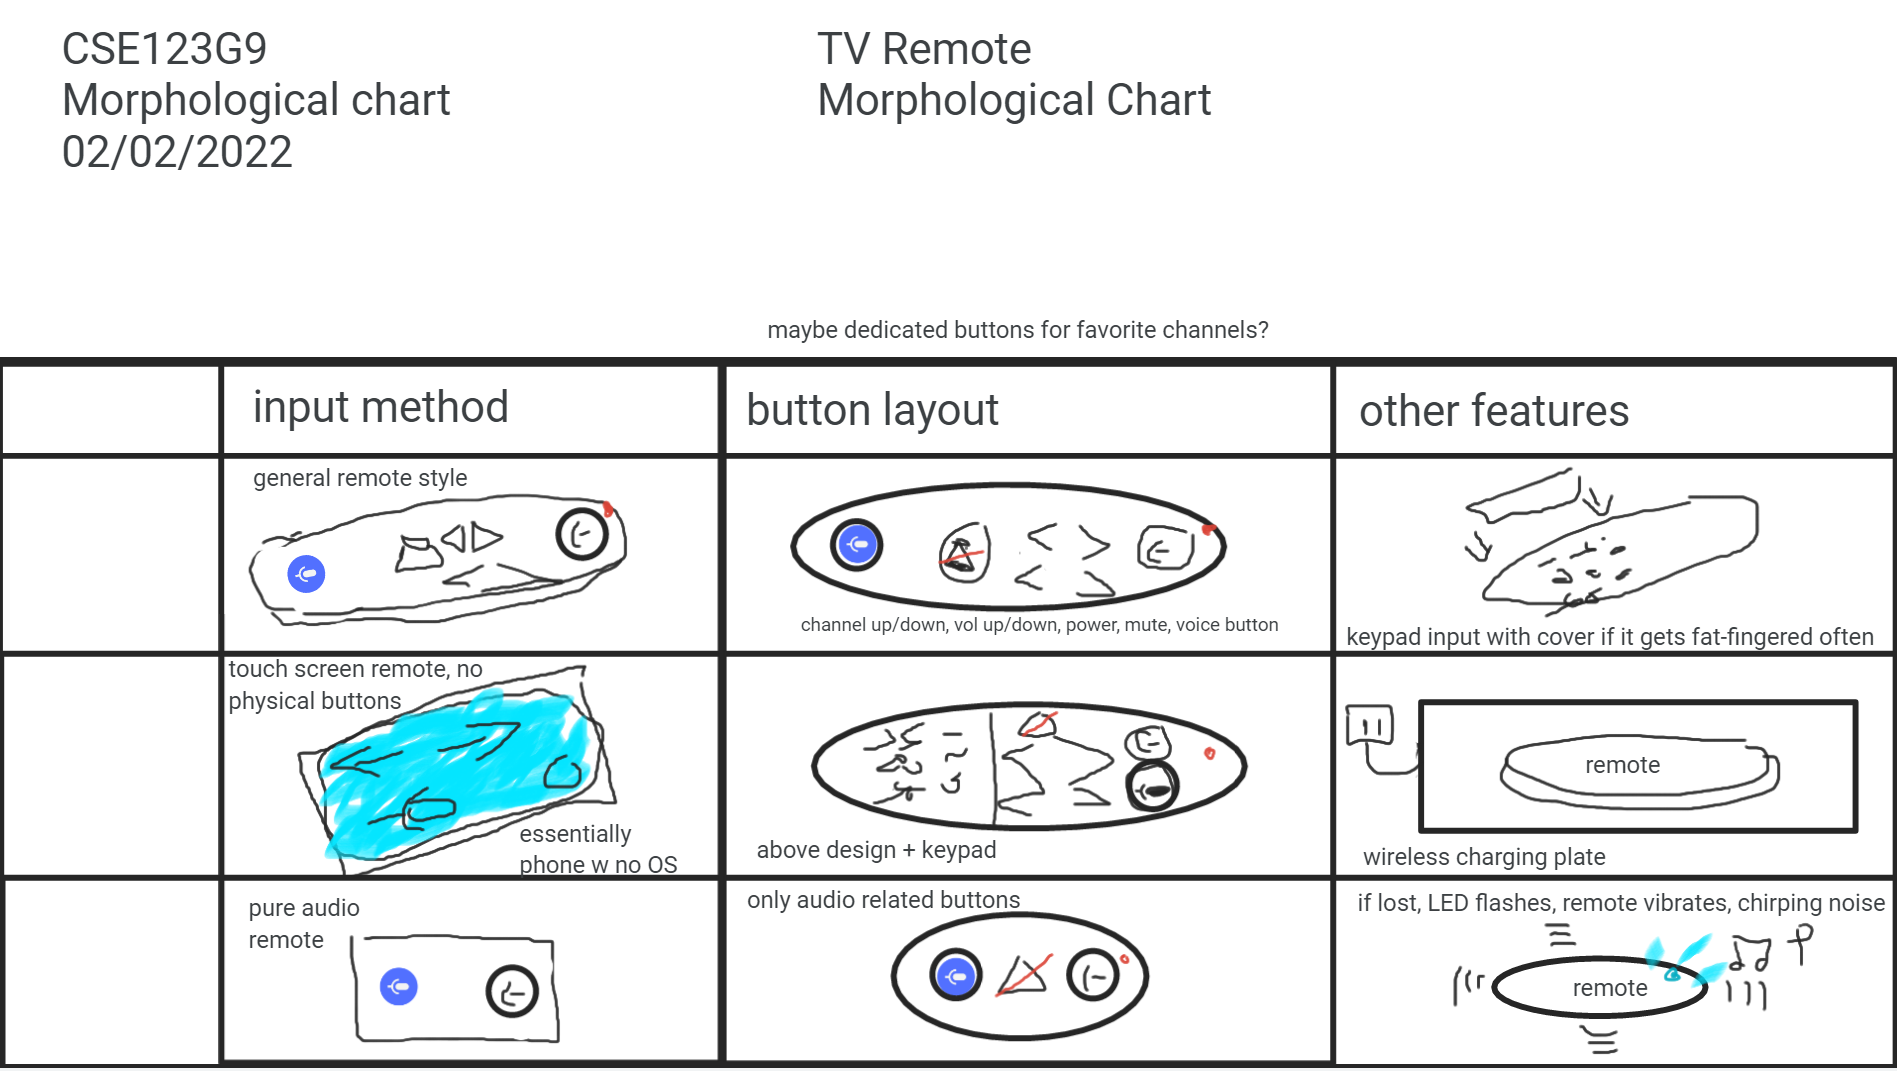 CSE123G9
Morphological chart
02/02/2022
TV Remote
Morphological Chart
maybe dedicated buttons for favorite channels?
input method
button layout
other features
general remote style
channel up/down, vol up/down, power, mute, voice button
keypad input with cover if it gets fat-fingered often
touch screen remote, no
physical buttons
essentially
phone w no OS
above design + keypad
remote
wireless charging plate
pure audio
remote
only audio related buttons
if lost, LED flashes, remote vibrates, chirping noise
remote